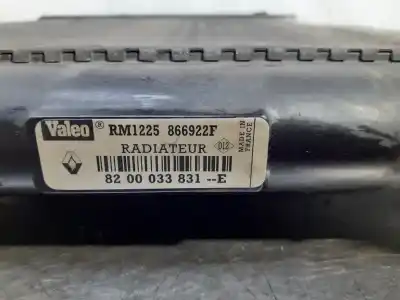 Valeo ® RM1225 866922F
RADIATEUR
MADE IN
FRANCE
82 00 033 831 --E